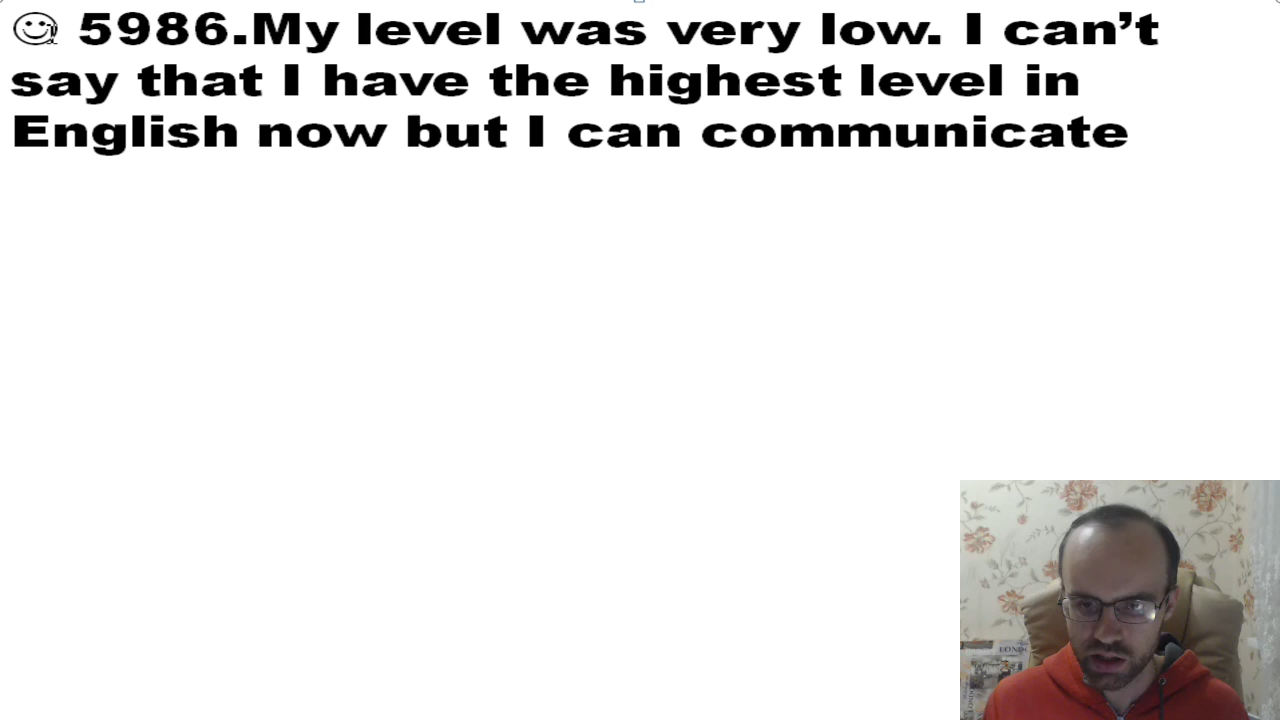 ☺ 5986.My level was very low. I can’t
say that I have the highest level in
English now but I can communicate
LONDON